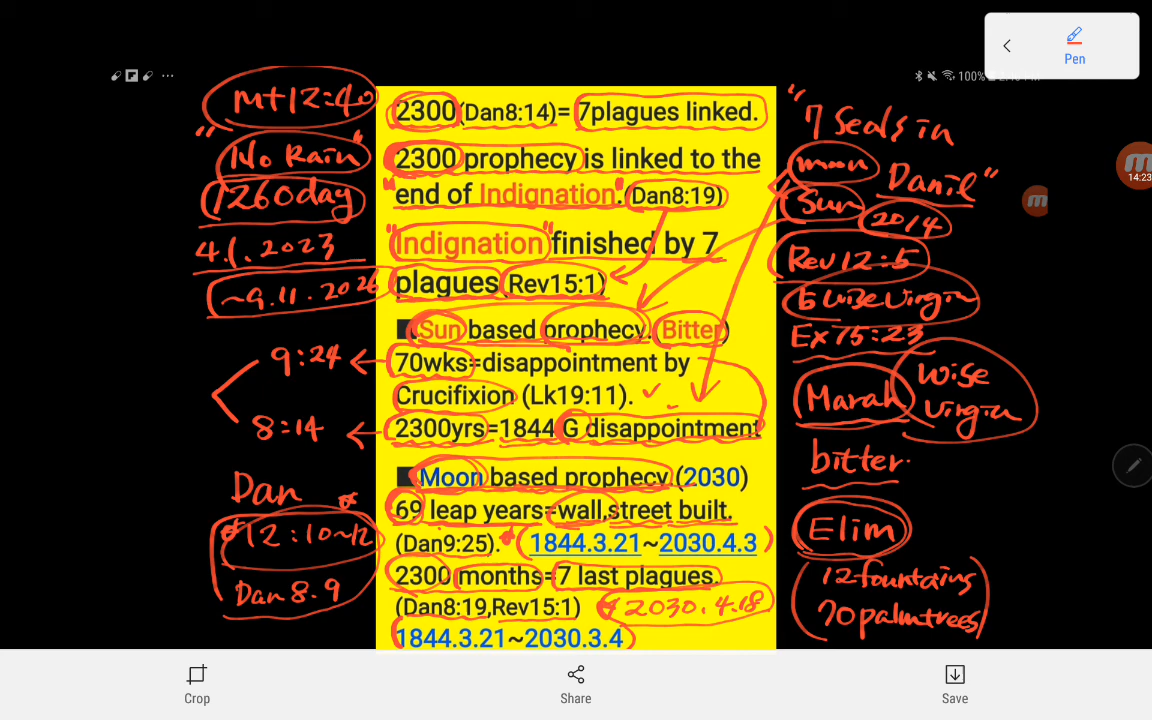 Pen
100%
14:23
mt12:40
"No Rain"
1260day
4.1.2023
~9.11.2026
9:24
8:14
Dan
12:10~12
Dan 8.9
2300(Dan8:14)= 7plagues linked.
2300 prophecy is linked to the
"end of Indignation". (Dan8:19)
"Indignation" finished by 7
plagues (Rev15:1)
■Sun based prophecy. (Bitter)
70wks=disappointment by
Crucifixion (Lk19:11).
2300yrs=1844 G disappointment
■Moon based prophecy (2030)
69 leap years=wall,street built.
(Dan9:25). (1844.3.21~2030.4.3)
2300 months=7 last plagues.
(Dan8:19,Rev15:1) 2030.4.18
1844.3.21~2030.3.4
"7 Seals in
moon
Danil"
Sun
2014
Rev12:5
Ex15:23
Marah
wise
virgin
bitter.
Elim
12fountains
70palmtrees
Crop
Share
Save